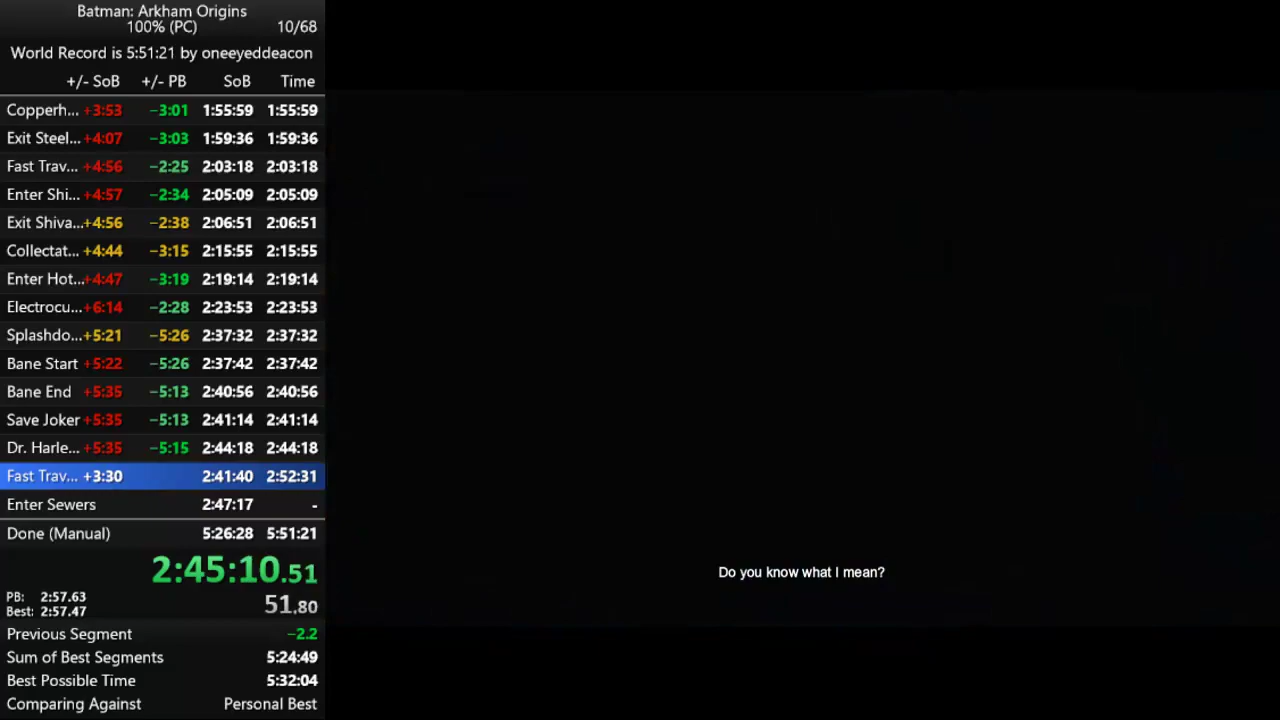 Batman: Arkham Origins
100% (PC) 10/68
World Record is 5:51:21 by oneeyeddeacon
+/- SoB +/- PB SoB Time
Copperh... +3:53 −3:01 1:55:59 1:55:59
Exit Steel... +4:07 −3:03 1:59:36 1:59:36
Fast Trav... +4:56 −2:25 2:03:18 2:03:18
Enter Shi... +4:57 −2:34 2:05:09 2:05:09
Exit Shiva... +4:56 −2:38 2:06:51 2:06:51
Collectat... +4:44 −3:15 2:15:55 2:15:55
Enter Hot... +4:47 −3:19 2:19:14 2:19:14
Electrocu... +6:14 −2:28 2:23:53 2:23:53
Splashdo... +5:21 −5:26 2:37:32 2:37:32
Bane Start +5:22 −5:26 2:37:42 2:37:42
Bane End +5:35 −5:13 2:40:56 2:40:56
Save Joker +5:35 −5:13 2:41:14 2:41:14
Dr. Harle... +5:35 −5:15 2:44:18 2:44:18
Fast Trav... +3:30 2:41:40 2:52:31
Enter Sewers 2:47:17 -
Done (Manual) 5:26:28 5:51:21
2:45:10.51
PB: 2:57.63
Best: 2:57.47
51.80
Previous Segment −2.2
Sum of Best Segments 5:24:49
Best Possible Time 5:32:04
Comparing Against Personal Best
Do you know what I mean?